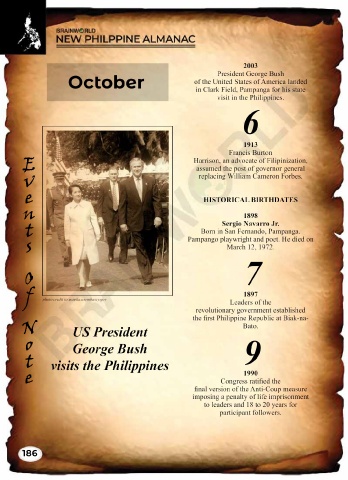 BRAINWORLD
NEW PHILPPINE ALMANAC
October
Events Of Note
US President
George Bush
visits the Philippines
2003
President George Bush
of the United States of America landed
in Clark Field, Pampanga for his state
visit in the Philippines.
6
1913
Francis Burton
Harrison, an advocate of Filipinization,
assumed the post of governor general
replacing William Cameron Forbes.
HISTORICAL BIRTHDATES
1898
Sergio Navarro Jr.
Born in San Fernando, Pampanga.
Pampango playwright and poet. He died on
March 12, 1972.
7
1897
Leaders of the
revolutionary government established
the first Philippine Republic at Biak-na-
Bato.
9
1990
Congress ratified the
final version of the Anti-Coup measure
imposing a penalty of life imprisonment
to leaders and 18 to 20 years for
participant followers.
186